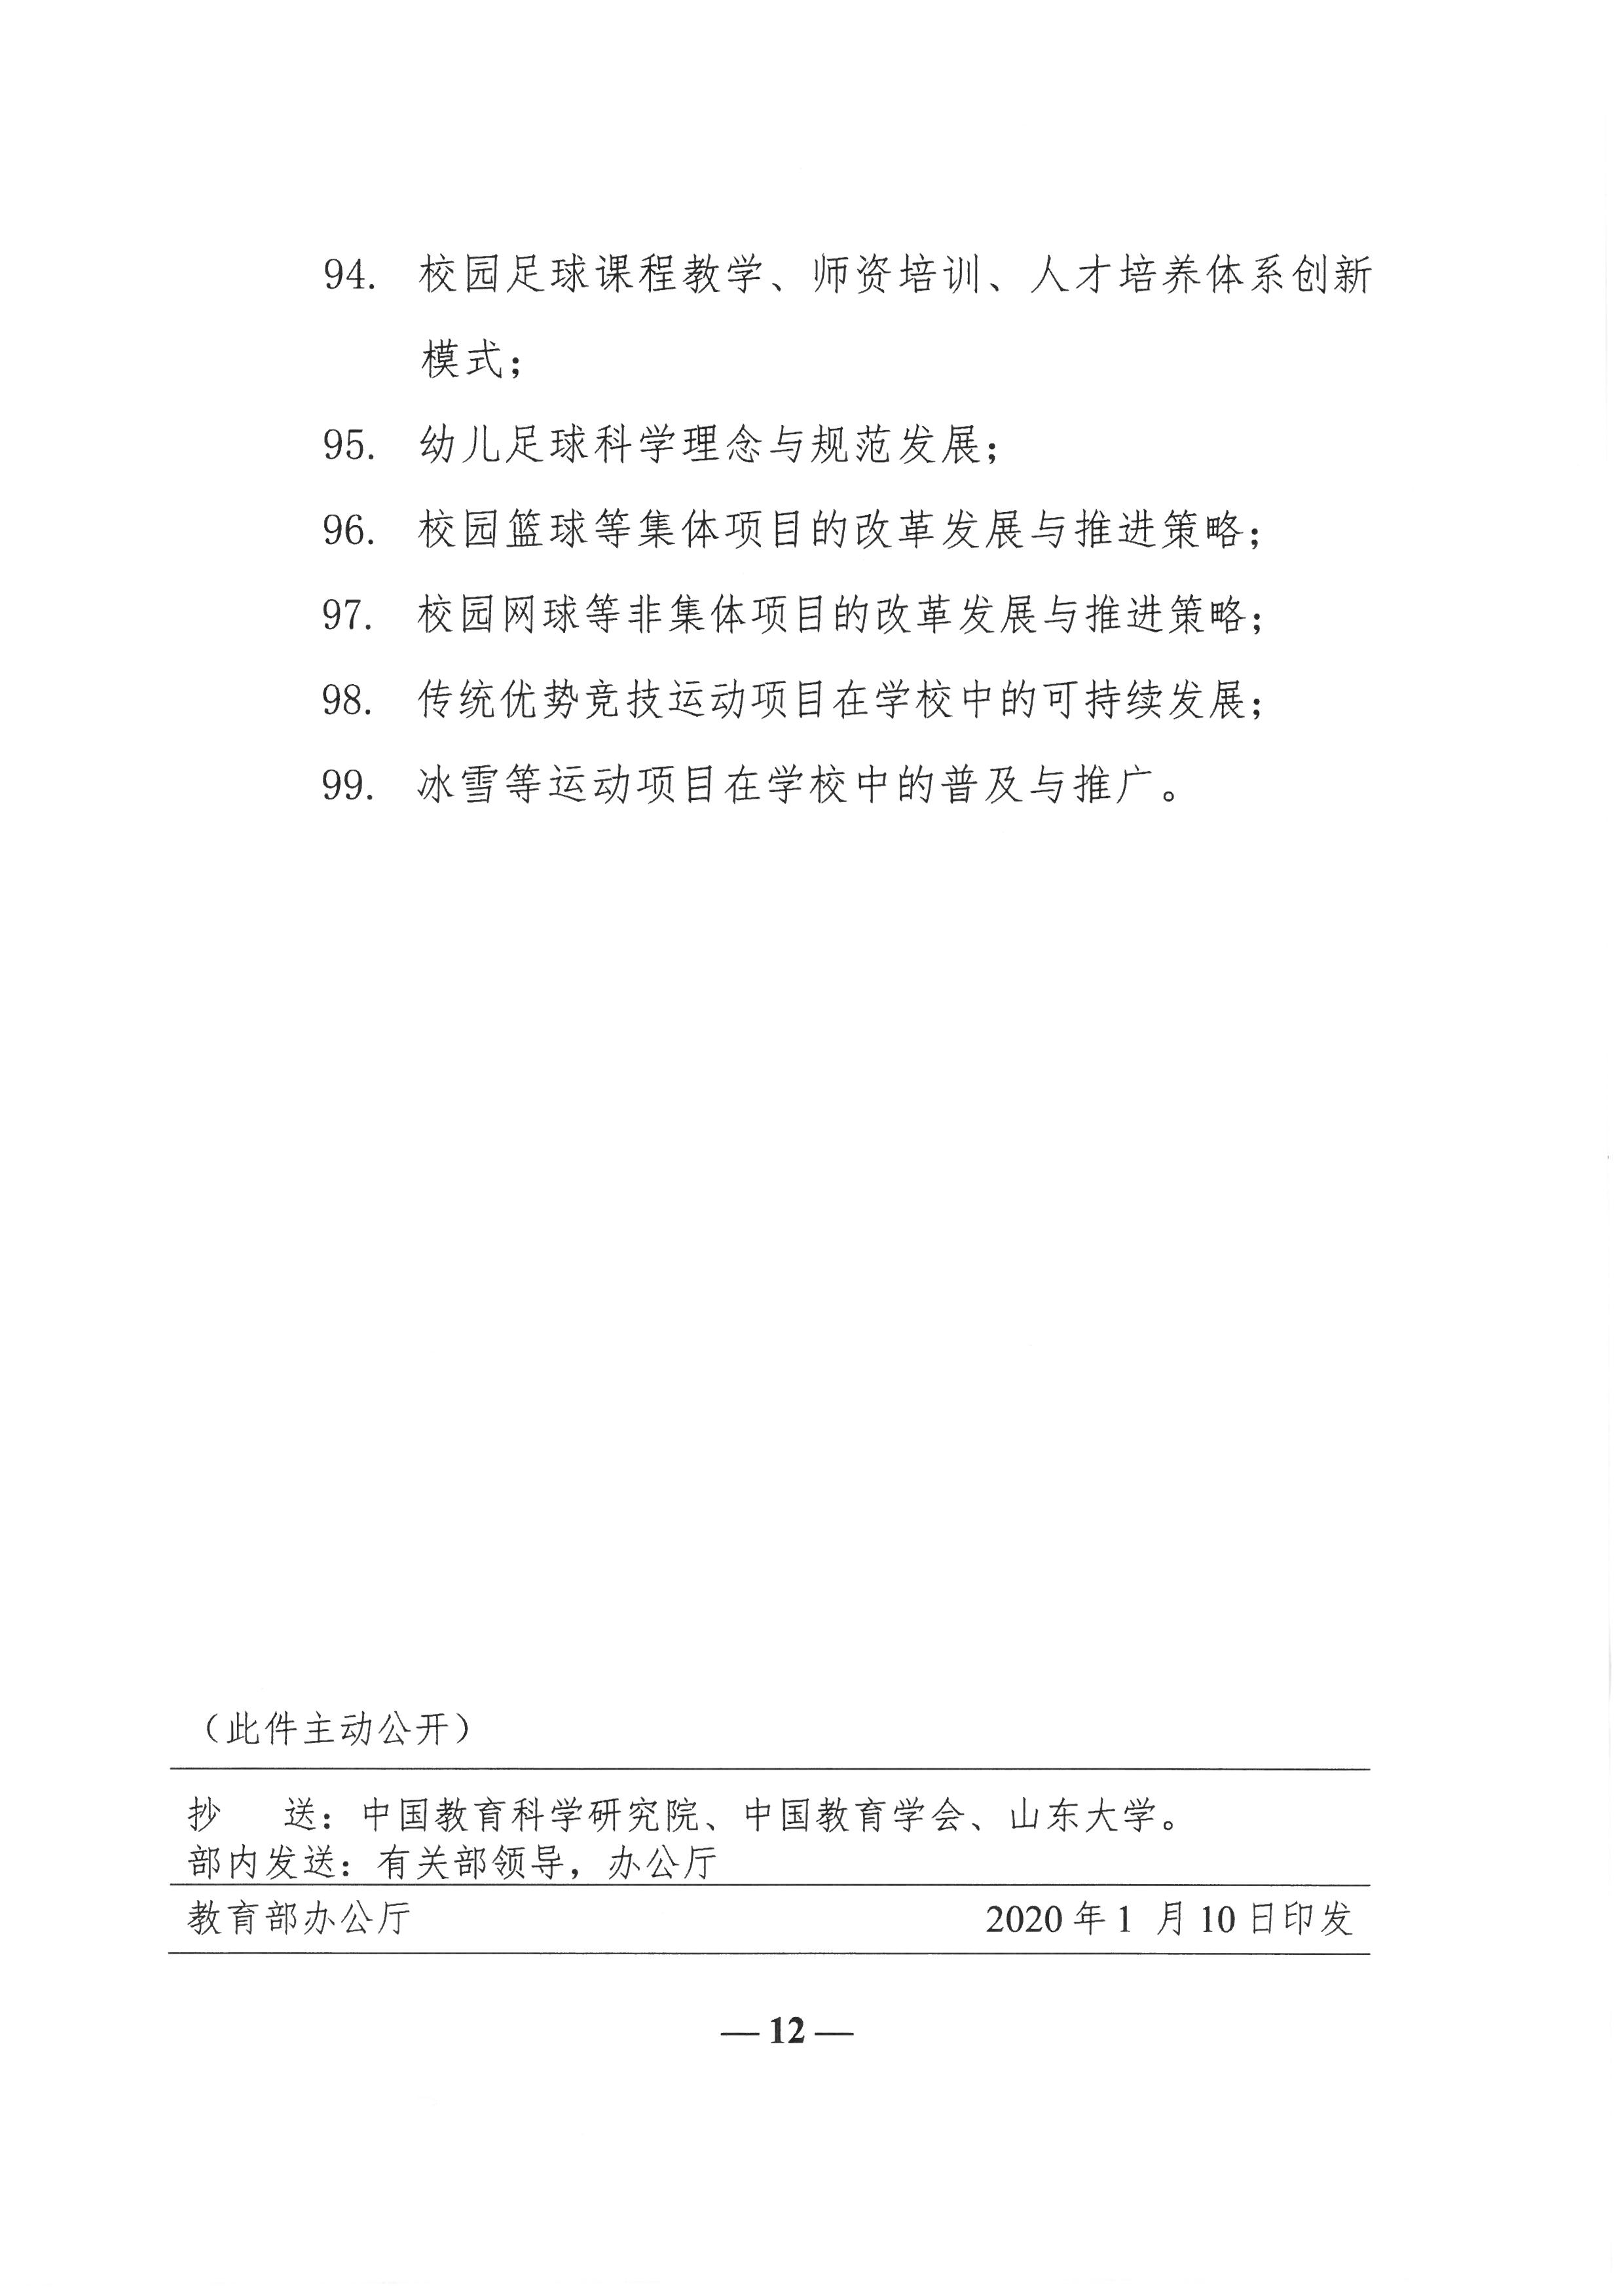 94. 校园足球课程教学、师资培训、人才培养体系创新
模式；
95. 幼儿足球科学理念与规范发展；
96. 校园篮球等集体项目的改革发展与推进策略；
97. 校园网球等非集体项目的改革发展与推进策略；
98. 传统优势竞技运动项目在学校中的可持续发展；
99. 冰雪等运动项目在学校中的普及与推广。
（此件主动公开）
抄　送：中国教育科学研究院、中国教育学会、山东大学。
部内发送：有关部领导，办公厅
教育部办公厅　2020 年 1 月 10 日印发
— 12 —